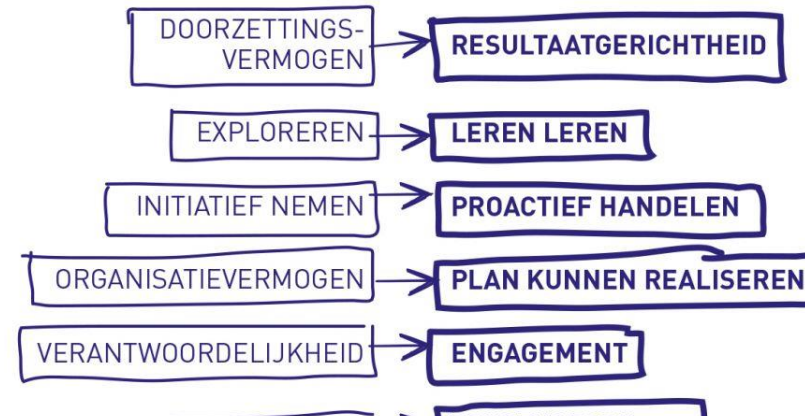 DOORZETTINGS-
VERMOGEN
RESULTAATGERICHTHEID
EXPLOREREN
LEREN LEREN
INITIATIEF NEMEN
PROACTIEF HANDELEN
ORGANISATIEVERMOGEN
PLAN KUNNEN REALISEREN
VERANTWOORDELIJKHEID
ENGAGEMENT